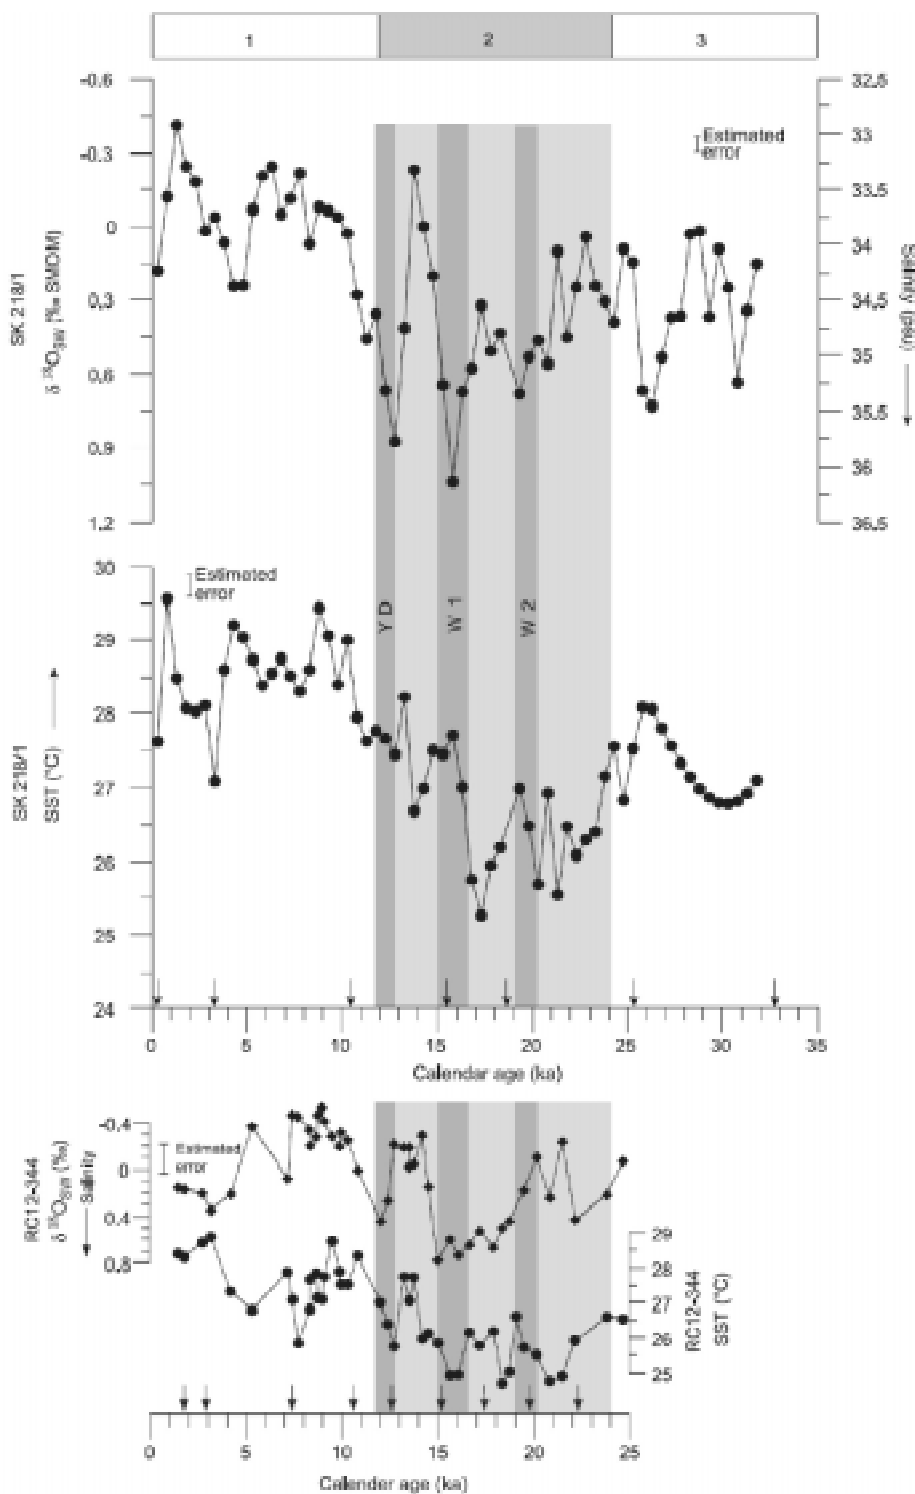 1 2 3
-0.6
-0.3
0
0.3
0.6
0.9
1.2
SK 218/1
δ ¹⁸O_SW (‰ SMOM)
Estimated
error
32.5
33
33.5
34
34.5
35
35.5
36
36.5
Salinity (psu)
30
29
28
27
26
25
24
SK 218/1
SST (°C)
Estimated
error
YD
W 1
W 2
0 5 10 15 20 25 30 35
Calendar age (ka)
-0.4
0
0.4
0.8
RC12-344
δ ¹⁸O_SW (‰)
Salinity
Estimated
error
29
28
27
26
25
RC12-344
SST (°C)
0 5 10 15 20 25
Calender age (ka)